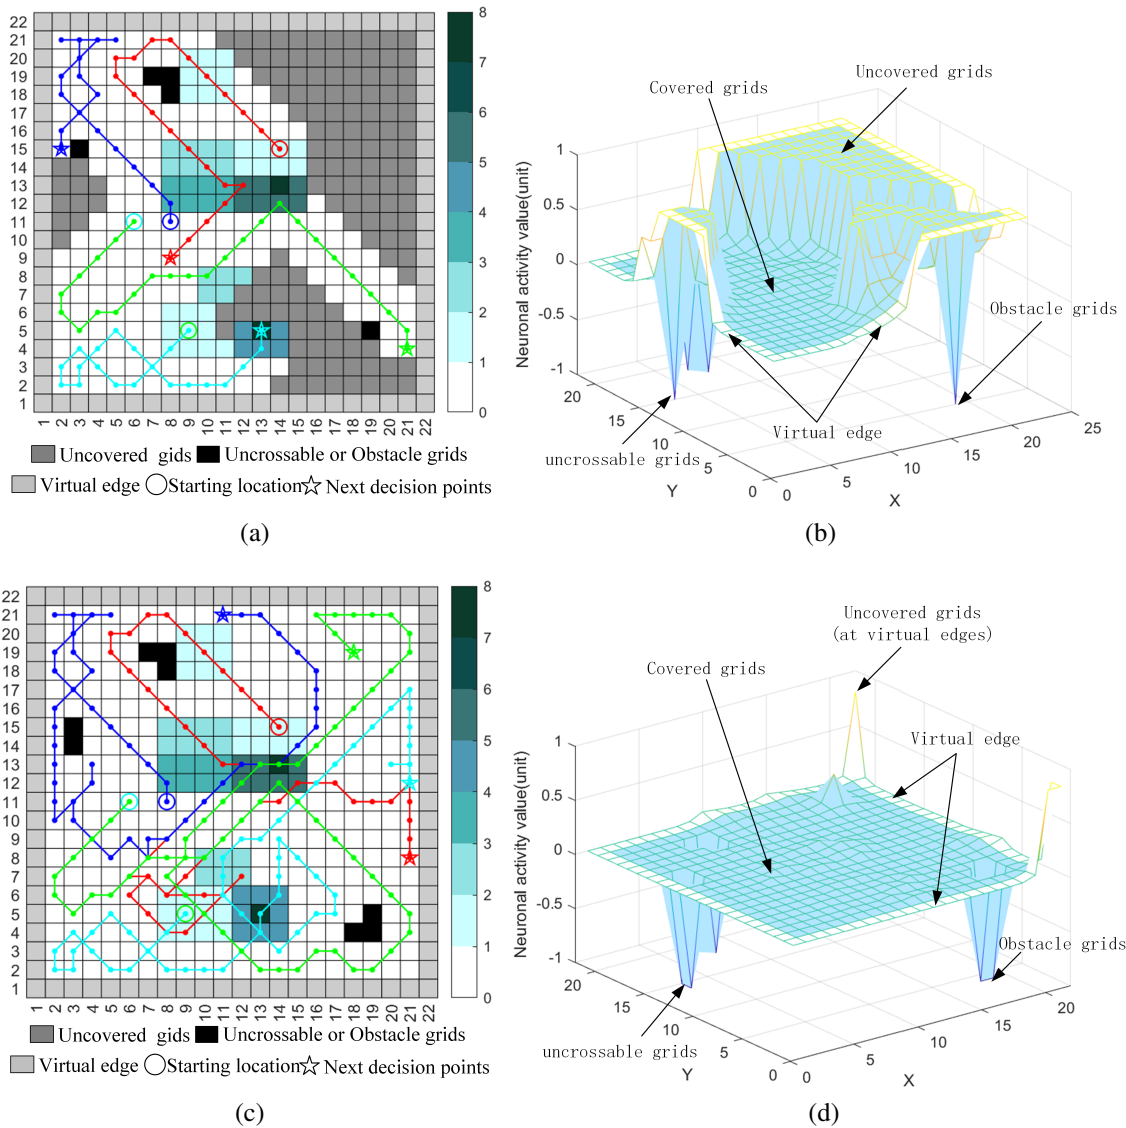 22 21 20 19 18 17 16 15 14 13 12 11 10 9 8 7 6 5 4 3 2 1
1 2 3 4 5 6 7 8 9 10 11 12 13 14 15 16 17 18 19 20 21 22
8 7 6 5 4 3 2 1 0
Uncovered gids Uncrossable or Obstacle grids
Virtual edge Starting location Next decision points
(a)
Uncovered grids
Covered grids
Obstacle grids
Virtual edge
uncrossable grids
Neuronal activity value(unit)
1 0.5 0 -0.5 -1
20 15 10 5 0
Y
0 5 10 15 20 25
X
(b)
22 21 20 19 18 17 16 15 14 13 12 11 10 9 8 7 6 5 4 3 2 1
1 2 3 4 5 6 7 8 9 10 11 12 13 14 15 16 17 18 19 20 21 22
8 7 6 5 4 3 2 1 0
Uncovered gids Uncrossable or Obstacle grids
Virtual edge Starting location Next decision points
(c)
Uncovered grids
(at virtual edges)
Covered grids
Virtual edge
Obstacle grids
uncrossable grids
Neuronal activity value(unit)
1 0.5 0 -0.5 -1
20 15 10 5 0
Y
0 5 10 15 20
X
(d)